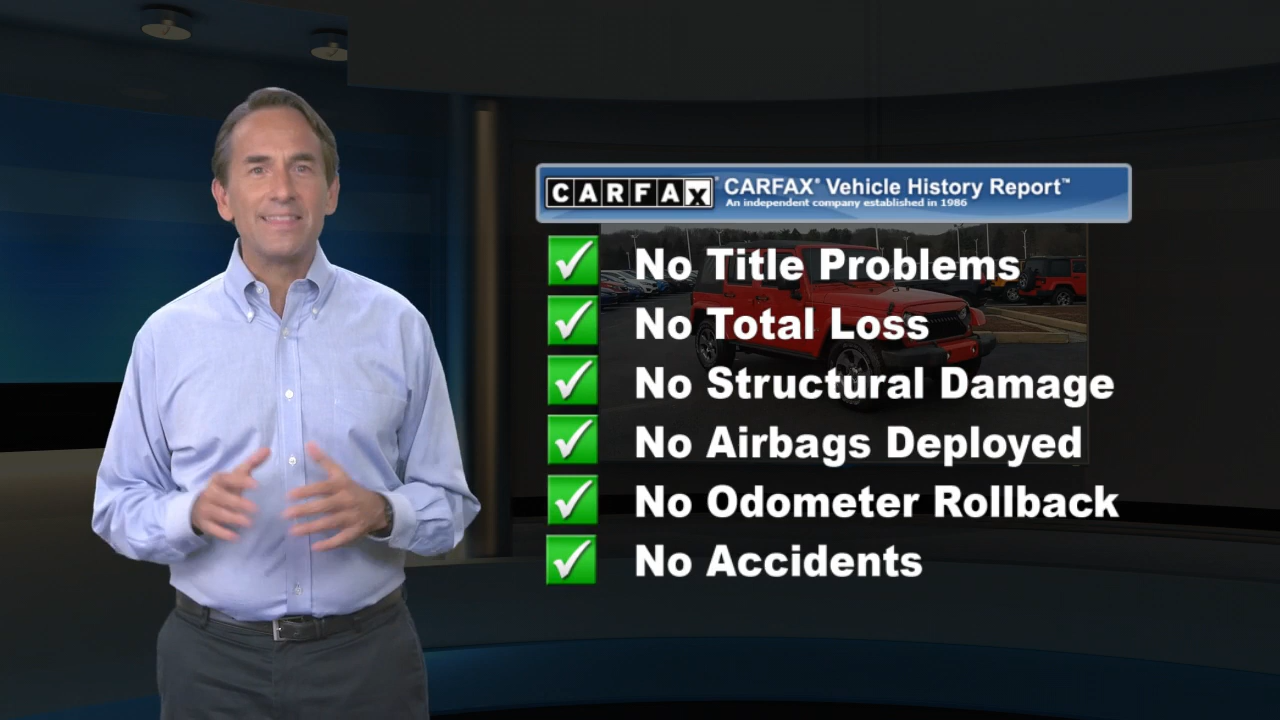 CARFAX
CARFAX® Vehicle History Report™
An independent company established in 1986
No Title Problems
No Total Loss
No Structural Damage
No Airbags Deployed
No Odometer Rollback
No Accidents